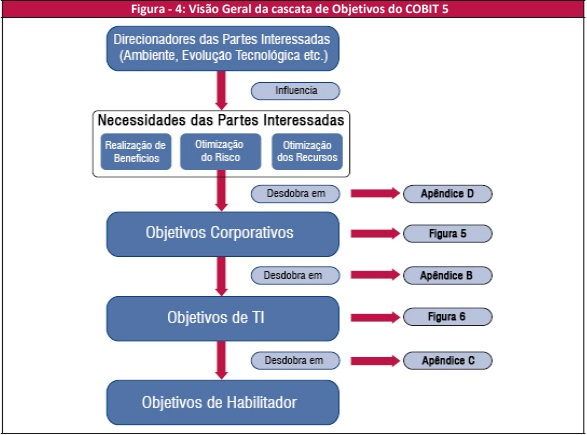 Figura - 4: Visão Geral da cascata de Objetivos do COBIT 5
Direcionadores das Partes Interessadas
(Ambiente, Evolução Tecnológica etc.)
Influencia
Necessidades das Partes Interessadas
Realização de
Benefícios
Otimização
do Risco
Otimização
dos Recursos
Desdobra em
Apêndice D
Objetivos Corporativos
Figura 5
Desdobra em
Apêndice B
Objetivos de TI
Figura 6
Desdobra em
Apêndice C
Objetivos de Habilitador